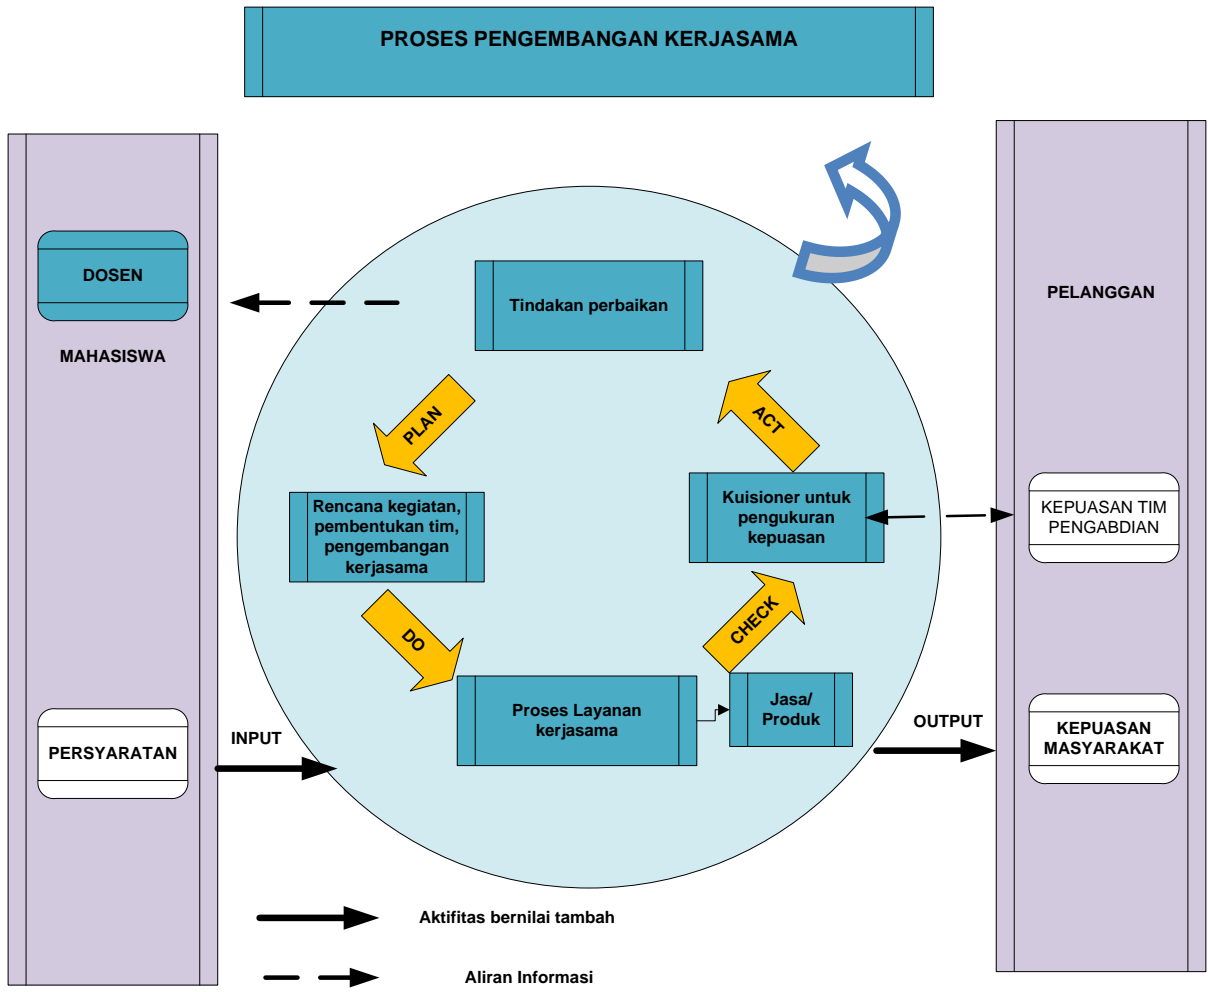 PROSES PENGEMBANGAN KERJASAMA
DOSEN
MAHASISWA
PERSYARATAN
INPUT
Tindakan perbaikan
PLAN
ACT
Rencana kegiatan,
pembentukan tim,
pengembangan
kerjasama
Kuisioner untuk
pengukuran
kepuasan
DO
CHECK
Proses Layanan
kerjasama
Jasa/
Produk
OUTPUT
PELANGGAN
KEPUASAN TIM
PENGABDIAN
KEPUASAN
MASYARAKAT
Aktifitas bernilai tambah
Aliran Informasi